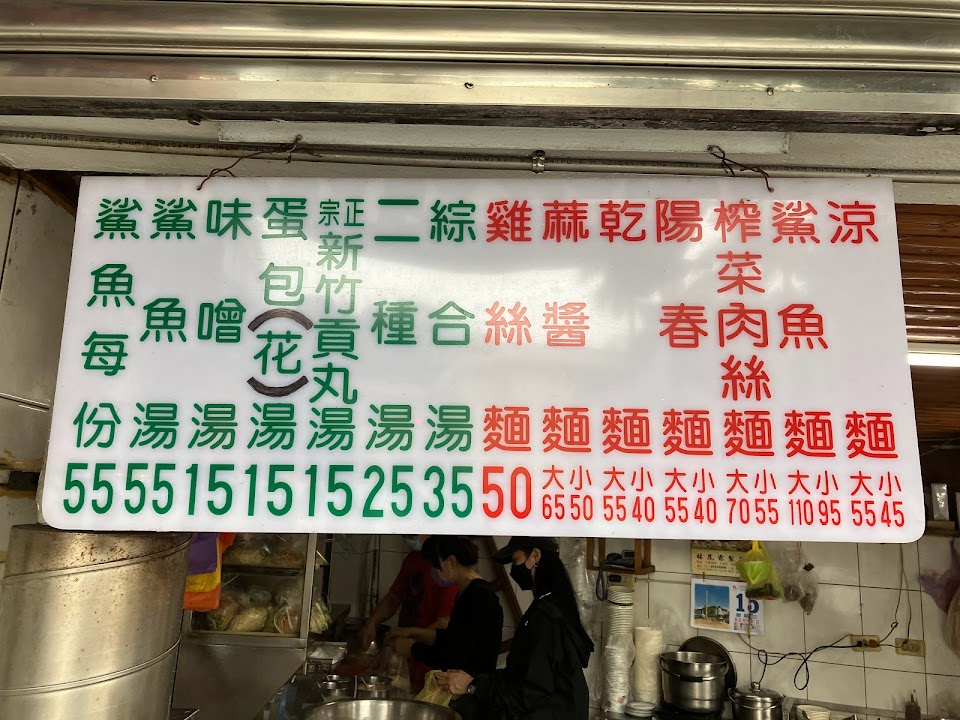 涼麵 大55 小45
鯊魚麵 大110 小95
榨菜肉絲麵 大70 小55
陽春麵 大55 小40
乾麵 大55 小40
蔴醬麵 大65 小50
雞絲麵 50
綜合湯 35
二種湯 25
正宗新竹貢丸湯 15
蛋包(花)湯 15
味噌湯 15
鯊魚湯 55
鯊魚每份 55
15